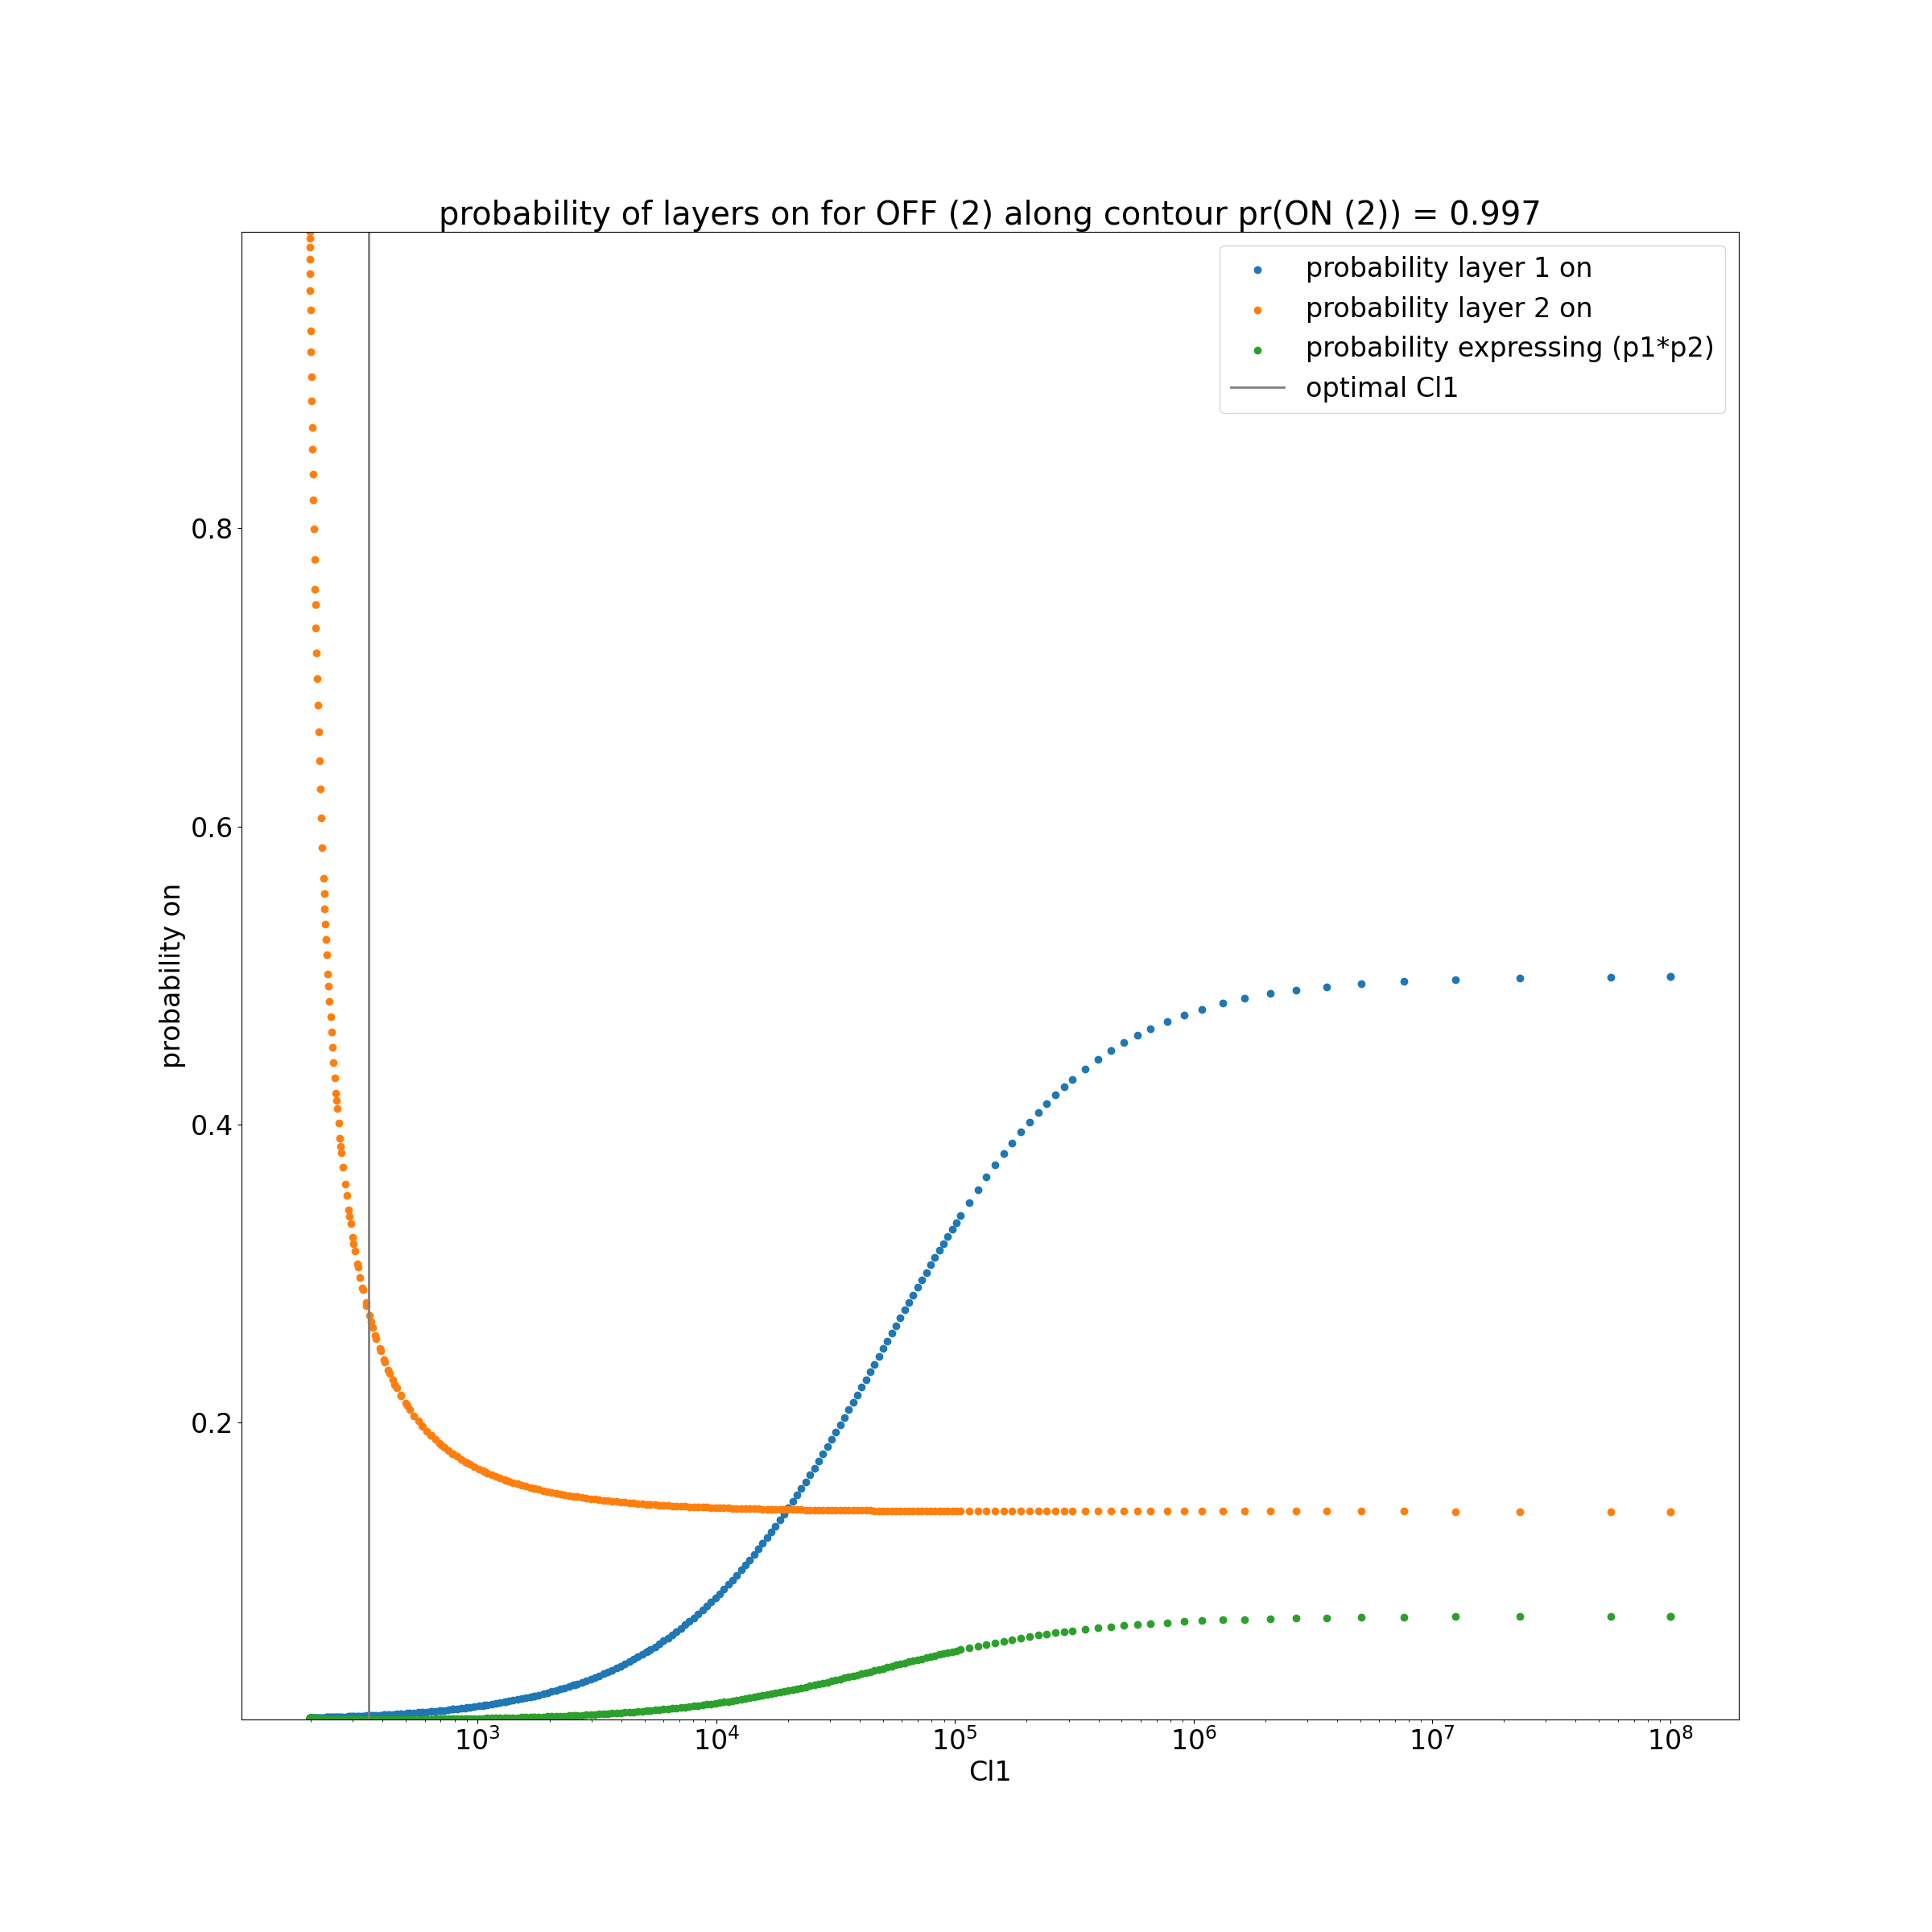 probability of layers on for OFF (2) along contour pr(ON (2)) = 0.997
probability layer 1 on
probability layer 2 on
probability expressing (p1*p2)
optimal Cl1
0.8
0.6
0.4
0.2
probability on
10³ 10⁴ 10⁵ 10⁶ 10⁷ 10⁸
Cl1